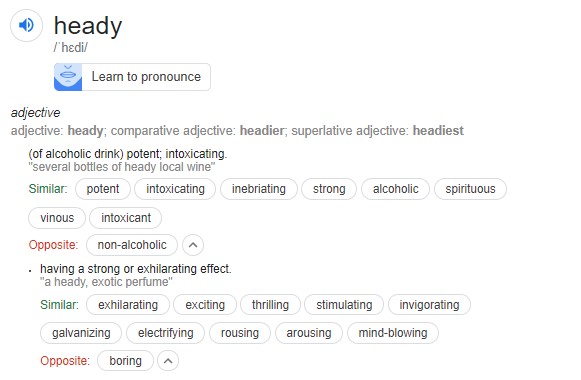 heady
/ˈhɛdi/
Learn to pronounce
adjective
adjective: heady; comparative adjective: headier; superlative adjective: headiest
(of alcoholic drink) potent; intoxicating.
"several bottles of heady local wine"
Similar: potent intoxicating inebriating strong alcoholic spirituous
vinous intoxicant
Opposite: non-alcoholic
• having a strong or exhilarating effect.
"a heady, exotic perfume"
Similar: exhilarating exciting thrilling stimulating invigorating
galvanizing electrifying rousing arousing mind-blowing
Opposite: boring